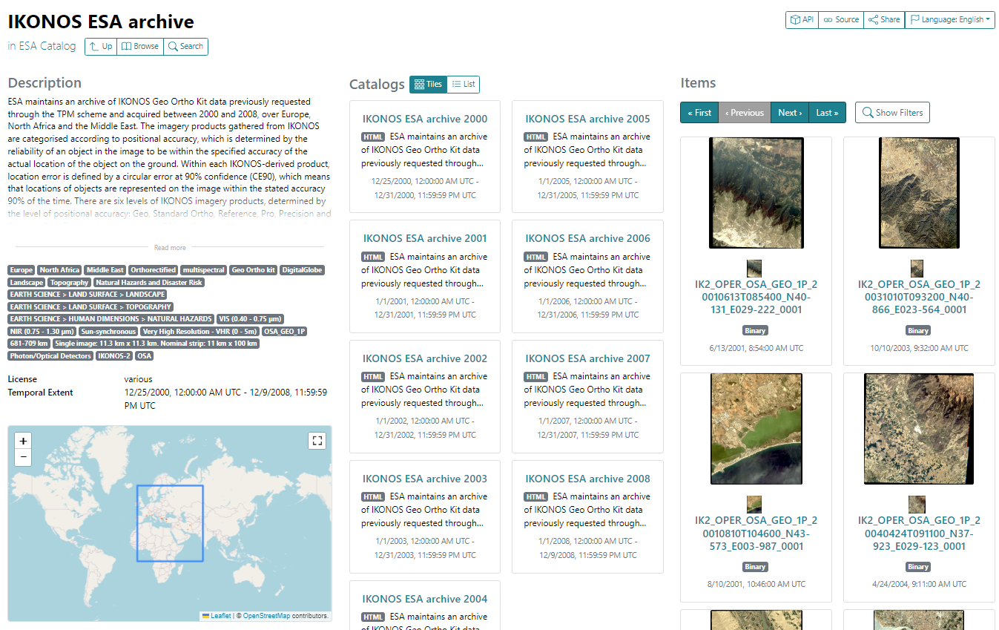 IKONOS ESA archive
API
Source
Share
Language: English
in ESA Catalog
Up
Browse
Search
Description
ESA maintains an archive of IKONOS Geo Ortho Kit data previously requested
through the TPM scheme and acquired between 2000 and 2008, over Europe,
North Africa and the Middle East. The imagery products gathered from IKONOS
are categorised according to positional accuracy, which is determined by the
reliability of an object in the image to be within the specified accuracy of the
actual location of the object on the ground. Within each IKONOS-derived product,
location error is defined by a circular error at 90% confidence (CE90), which means
that locations of objects are represented on the image within the stated accuracy
90% of the time. There are six levels of IKONOS imagery products, determined by
the level of positional accuracy: Geo, Standard Ortho, Reference, Pro, Precision and
Read more
Europe North Africa Middle East Orthorectified multispectral Geo Ortho kit DigitalGlobe
Landscape Topography Natural Hazards and Disaster Risk
EARTH SCIENCE > LAND SURFACE > LANDSCAPE
EARTH SCIENCE > LAND SURFACE > TOPOGRAPHY
EARTH SCIENCE > HUMAN DIMENSIONS > NATURAL HAZARDS VIS (0.40 - 0.75 µm)
NIR (0.75 - 1.30 µm) Sun-synchronous Very High Resolution - VHR (0 - 5m) OSA_GEO_1P
681-709 km Single image: 11.3 km x 11.3 km. Nominal strip: 11 km x 100 km
Photon/Optical Detectors IKONOS-2 OSA
License various
Temporal Extent 12/25/2000, 12:00:00 AM UTC - 12/9/2008, 11:59:59
PM UTC
+
−
Leaflet | © OpenStreetMap contributors.
Catalogs
Tiles
List
IKONOS ESA archive 2000
HTML ESA maintains an archive
of IKONOS Geo Ortho Kit data
previously requested through...
12/25/2000, 12:00:00 AM UTC -
12/31/2000, 11:59:59 PM UTC
IKONOS ESA archive 2005
HTML ESA maintains an archive
of IKONOS Geo Ortho Kit data
previously requested through...
1/1/2005, 12:00:00 AM UTC -
12/31/2005, 11:59:59 PM UTC
IKONOS ESA archive 2001
HTML ESA maintains an archive
of IKONOS Geo Ortho Kit data
previously requested through...
1/1/2001, 12:00:00 AM UTC -
12/31/2001, 11:59:59 PM UTC
IKONOS ESA archive 2006
HTML ESA maintains an archive
of IKONOS Geo Ortho Kit data
previously requested through...
1/1/2006, 12:00:00 AM UTC -
12/31/2006, 11:59:59 PM UTC
IKONOS ESA archive 2002
HTML ESA maintains an archive
of IKONOS Geo Ortho Kit data
previously requested through...
1/1/2002, 12:00:00 AM UTC -
12/31/2002, 11:59:59 PM UTC
IKONOS ESA archive 2007
HTML ESA maintains an archive
of IKONOS Geo Ortho Kit data
previously requested through...
1/1/2007, 12:00:00 AM UTC -
12/31/2007, 11:59:59 PM UTC
IKONOS ESA archive 2003
HTML ESA maintains an archive
of IKONOS Geo Ortho Kit data
previously requested through...
1/1/2003, 12:00:00 AM UTC -
12/31/2003, 11:59:59 PM UTC
IKONOS ESA archive 2008
HTML ESA maintains an archive
of IKONOS Geo Ortho Kit data
previously requested through...
1/1/2008, 12:00:00 AM UTC -
12/9/2008, 11:59:59 PM UTC
IKONOS ESA archive 2004
HTML ESA maintains an archive
of IKONOS Geo Ortho Kit data
Items
« First
‹ Previous
Next ›
Last »
Show Filters
IK2_OPER_OSA_GEO_1P_2
0010613T085400_N40-
131_E029-222_0001
Binary
6/13/2001, 8:54:00 AM UTC
IK2_OPER_OSA_GEO_1P_2
0031010T093200_N40-
866_E023-564_0001
Binary
10/10/2003, 9:32:00 AM UTC
IK2_OPER_OSA_GEO_1P_2
0010810T104600_N43-
573_E003-987_0001
Binary
8/10/2001, 10:46:00 AM UTC
IK2_OPER_OSA_GEO_1P_2
0040424T091100_N37-
923_E029-123_0001
Binary
4/24/2004, 9:11:00 AM UTC